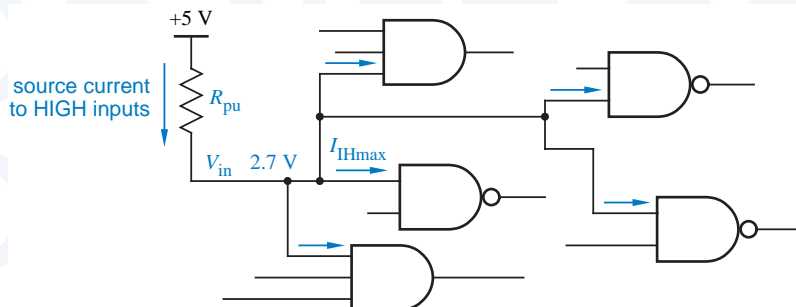 +5 V
source current
to HIGH inputs
Rpu
Vin 2.7 V
IIHmax